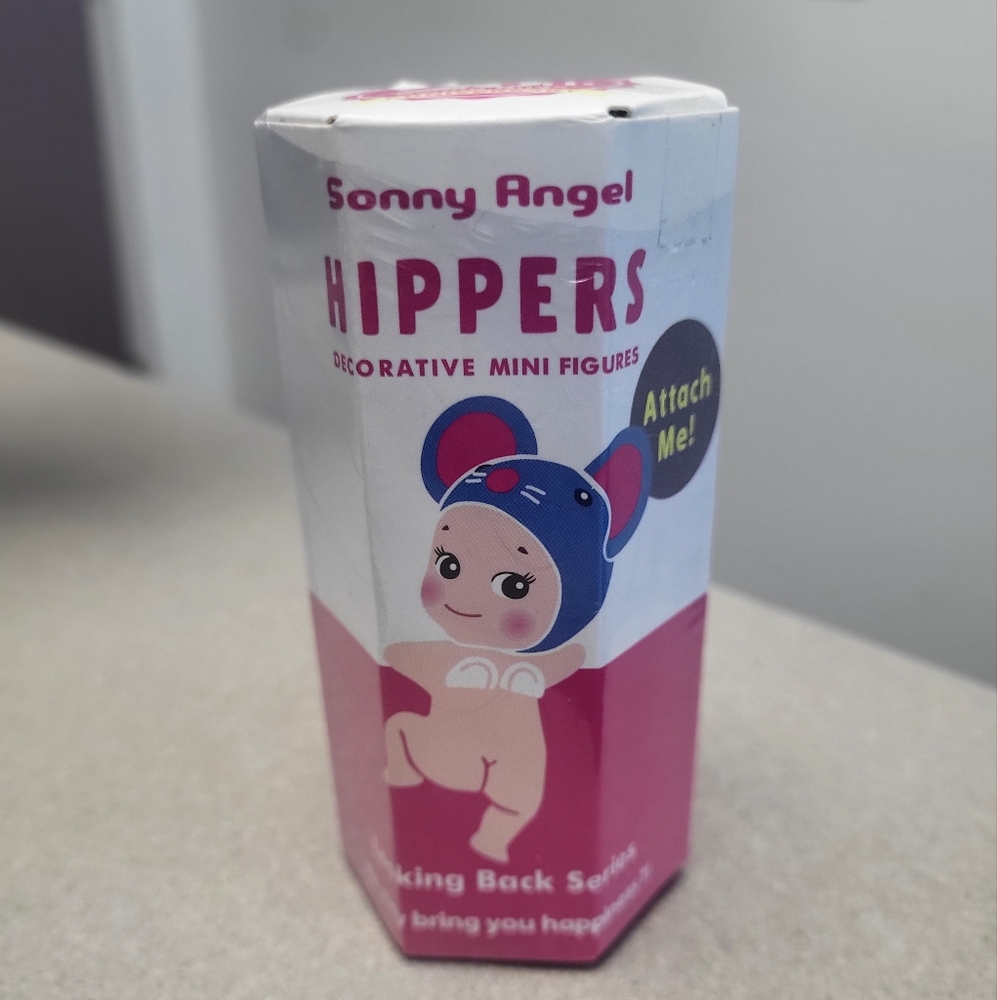 Sonny Angel
HIPPERS
DECORATIVE MINI FIGURES
Attach
Me!
king Back Series
y bring you happiness.